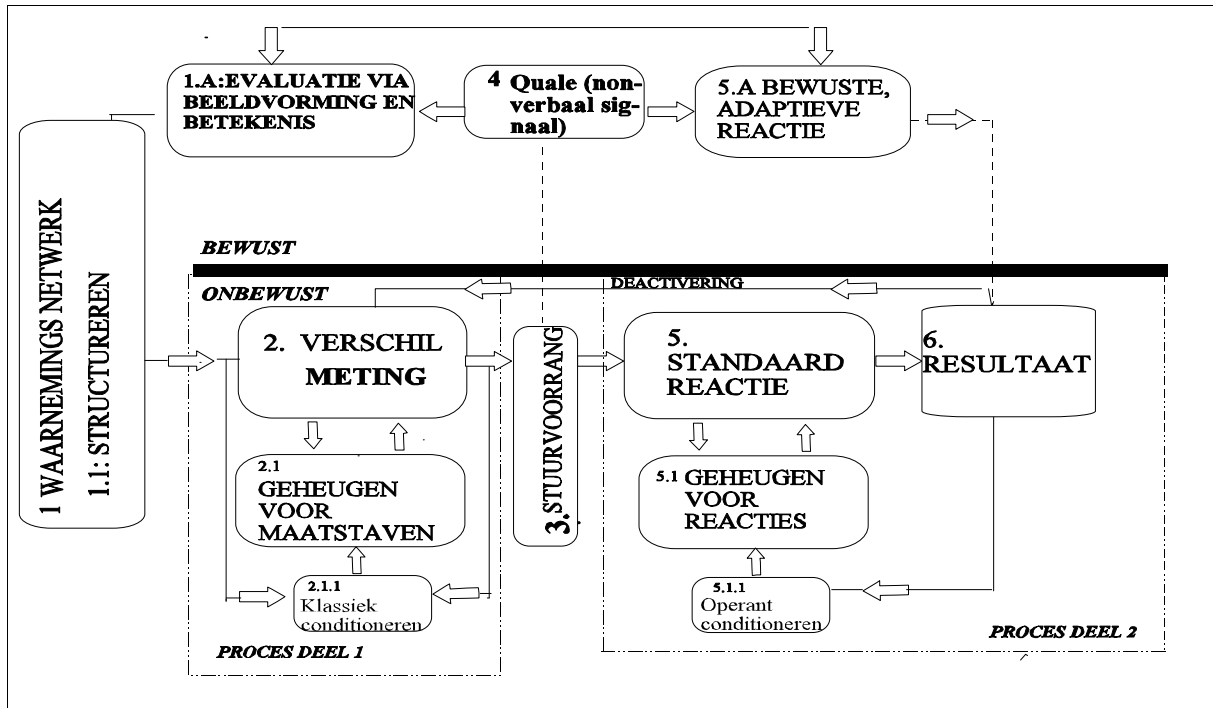 1.A:EVALUATIE VIA
BEELDVORMING EN
BETEKENIS
4 Quale (non-
verbaal sig-
naal)
5.A BEWUSTE,
ADAPTIEVE
REACTIE
1 WAARNEMINGS NETWERK
1.1: STRUCTUREREN
BEWUST
ONBEWUST
DEACTIVERING
2. VERSCHIL
METING
3. STUURVOORRANG
5.
STANDAARD
REACTIE
6.
RESULTAAT
2.1
GEHEUGEN
VOOR
MAATSTAVEN
5.1 GEHEUGEN
VOOR
REACTIES
2.1.1
Klassiek
conditioneren
5.1.1
Operant
conditioneren
PROCES DEEL 1
PROCES DEEL 2